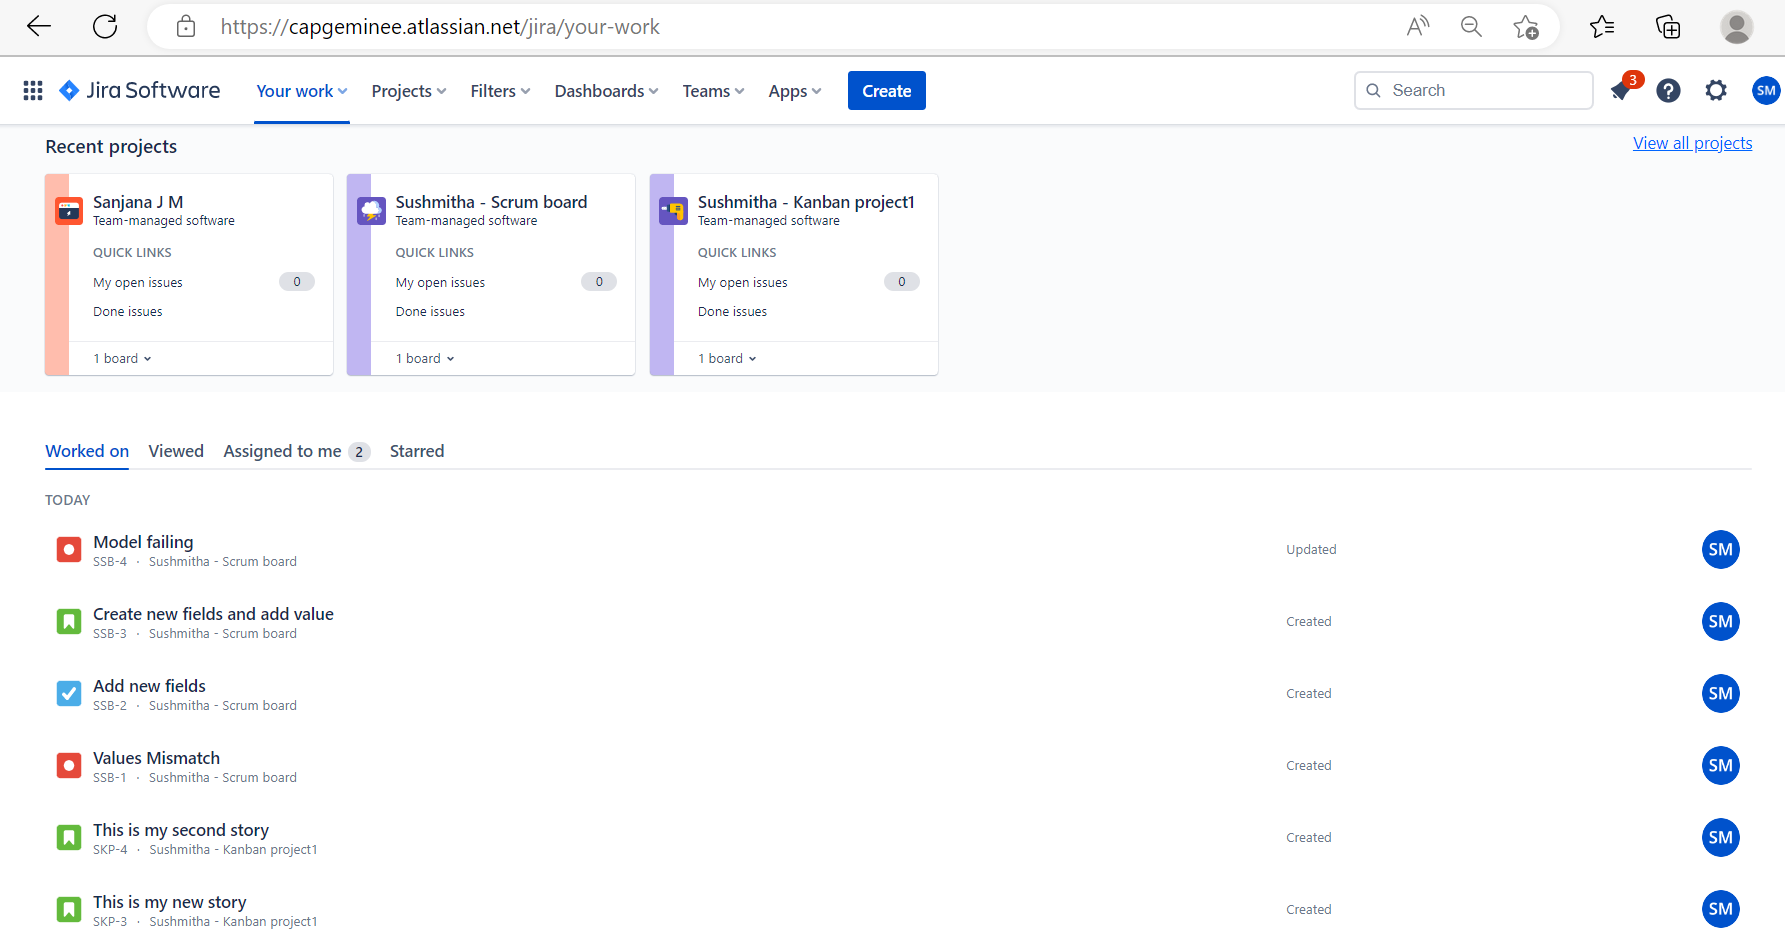 https://capgeminee.atlassian.net/jira/your-work
Jira Software Your work Projects Filters Dashboards Teams Apps Create Search 3 SM
Recent projects View all projects
Sanjana J M
Team-managed software
QUICK LINKS
My open issues 0
Done issues
1 board
Sushmitha - Scrum board
Team-managed software
QUICK LINKS
My open issues 0
Done issues
1 board
Sushmitha - Kanban project1
Team-managed software
QUICK LINKS
My open issues 0
Done issues
1 board
Worked on Viewed Assigned to me 2 Starred
TODAY
Model failing
SSB-4 · Sushmitha - Scrum board
Updated SM
Create new fields and add value
SSB-3 · Sushmitha - Scrum board
Created SM
Add new fields
SSB-2 · Sushmitha - Scrum board
Created SM
Values Mismatch
SSB-1 · Sushmitha - Scrum board
Created SM
This is my second story
SKP-4 · Sushmitha - Kanban project1
Created SM
This is my new story
SKP-3 · Sushmitha - Kanban project1
Created SM